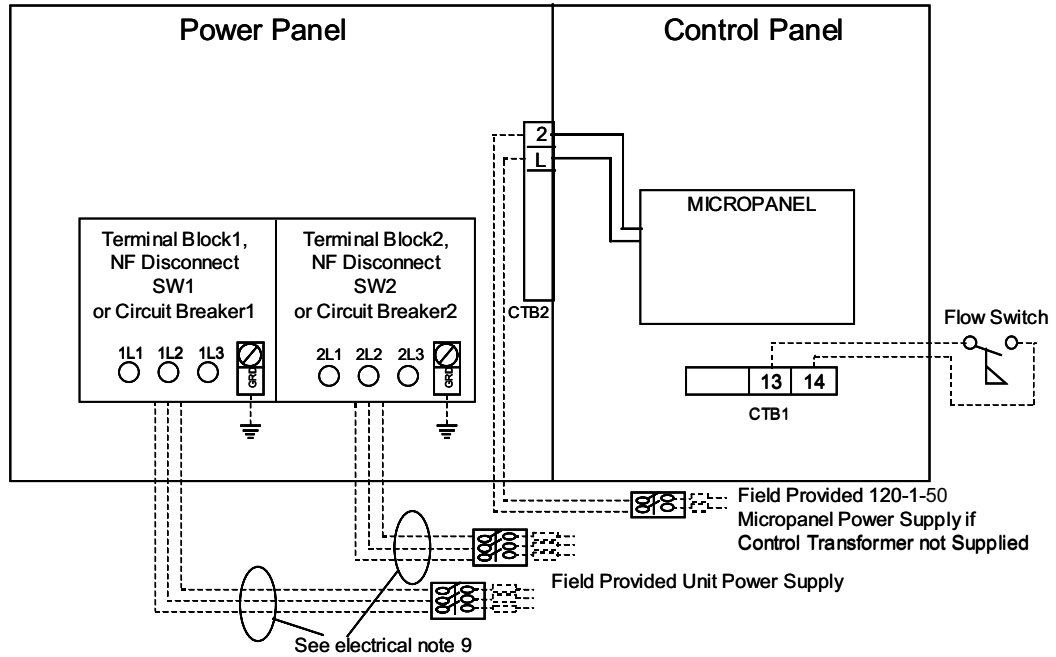 Power Panel
Control Panel
2
L
MICROPANEL
Terminal Block1,
NF Disconnect
SW1
or Circuit Breaker1
Terminal Block2,
NF Disconnect
SW2
or Circuit Breaker2
CTB2
Flow Switch
1L1
1L2
1L3
GRD
2L1
2L2
2L3
GRD
13
14
CTB1
Field Provided 120-1-50
Micropanel Power Supply if
Control Transformer not Supplied
Field Provided Unit Power Supply
See electrical note 9